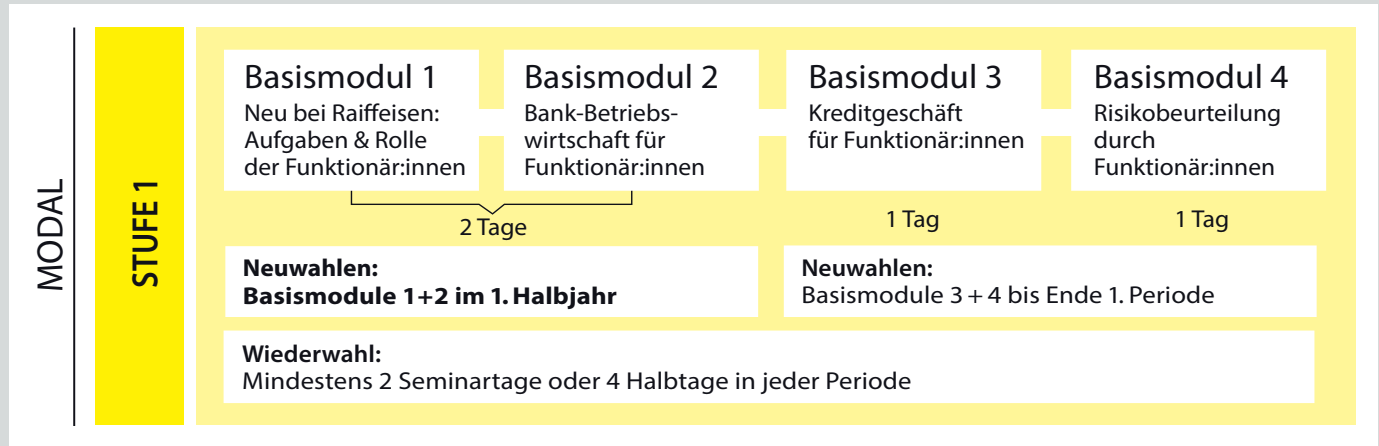 MODAL
STUFE 1
Basismodul 1
Neu bei Raiffeisen:
Aufgaben & Rolle
der Funktionär:innen
Basismodul 2
Bank-Betriebs-
wirtschaft für
Funktionär:innen
Basismodul 3
Kreditgeschäft
für Funktionär:innen
Basismodul 4
Risikobeurteilung
durch
Funktionär:innen
2 Tage
1 Tag
1 Tag
Neuwahlen:
Basismodule 1+2 im 1. Halbjahr
Neuwahlen:
Basismodule 3 + 4 bis Ende 1. Periode
Wiederwahl:
Mindestens 2 Seminartage oder 4 Halbtage in jeder Periode